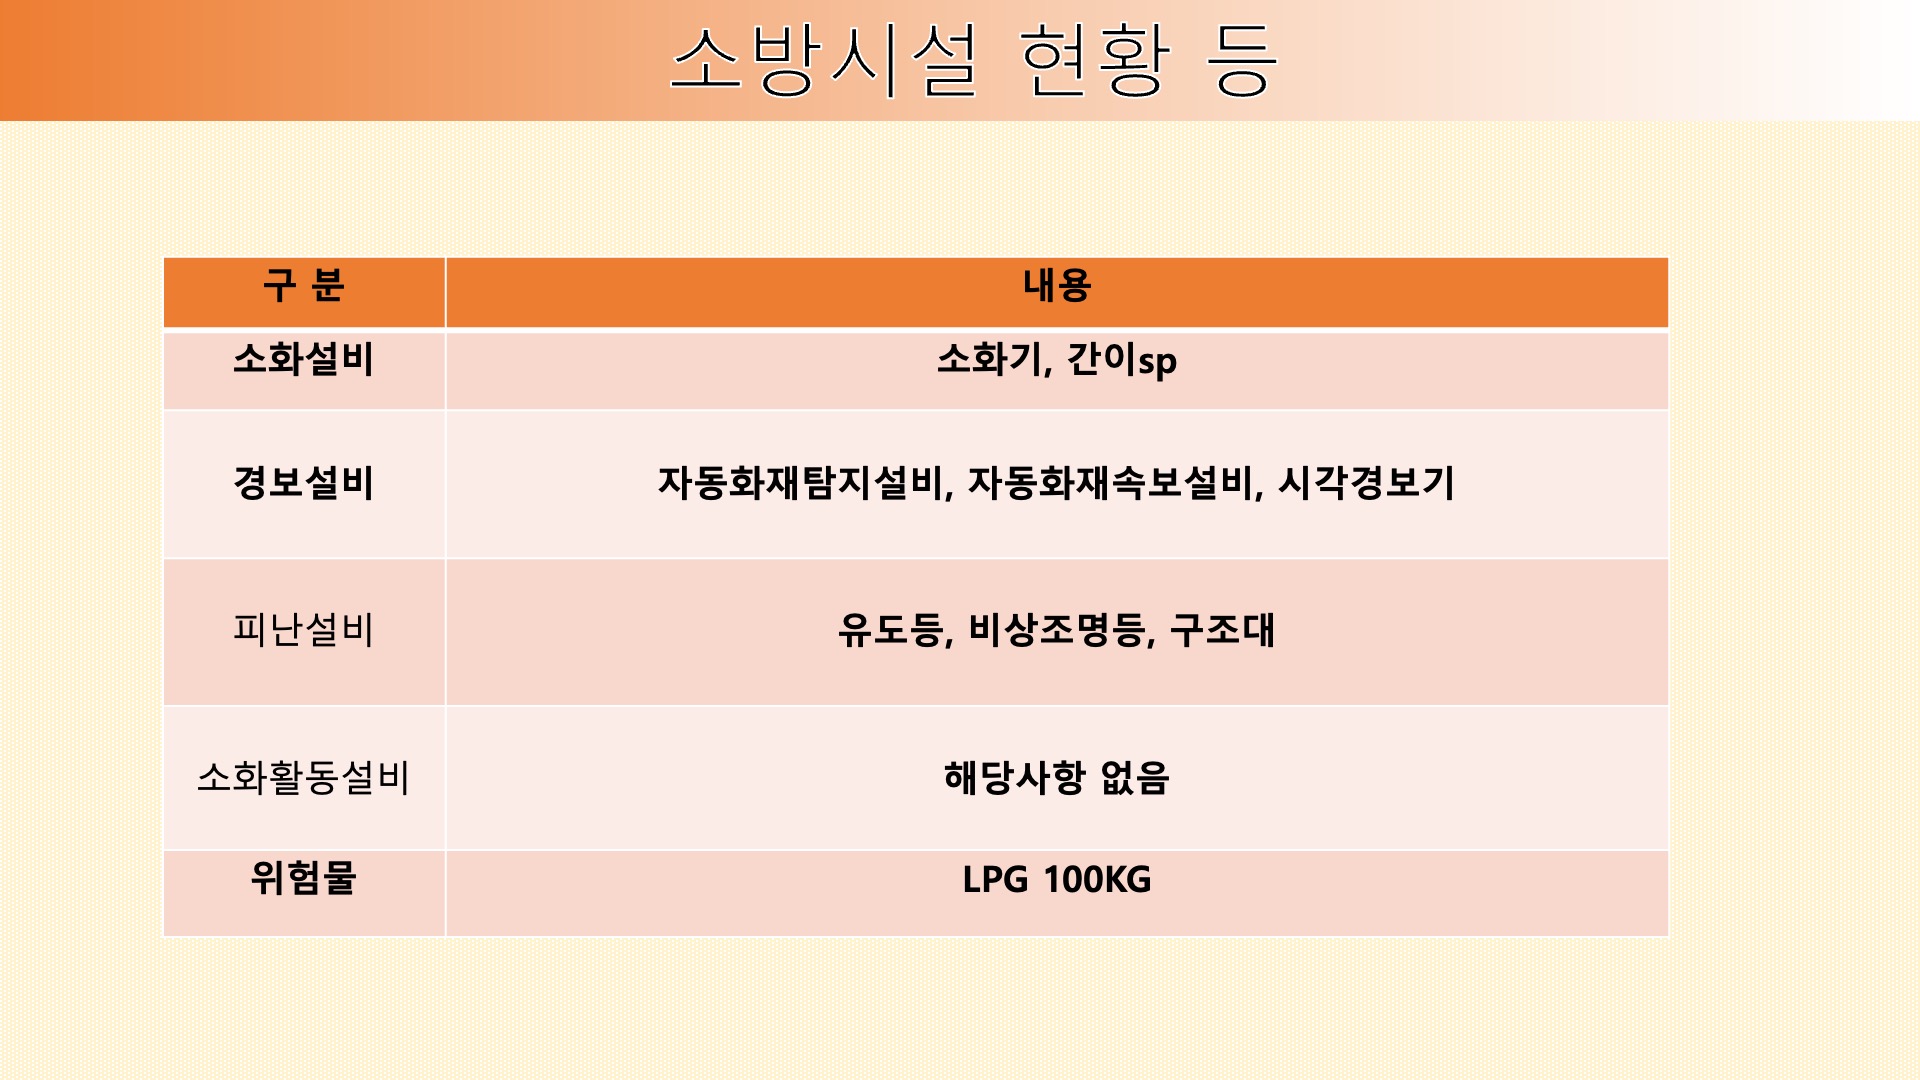 소방시설 현황 등
구 분 내용
소화설비 소화기, 간이sp
경보설비 자동화재탐지설비, 자동화재속보설비, 시각경보기
피난설비 유도등, 비상조명등, 구조대
소화활동설비 해당사항 없음
위험물 LPG 100KG